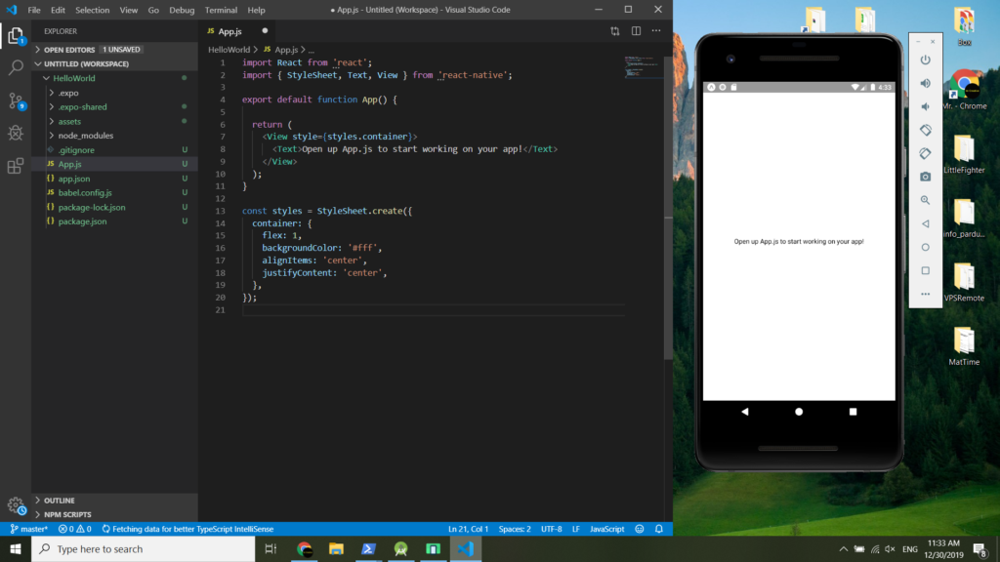 File Edit Selection View Go Debug Terminal Help
● App.js - Untitled (Workspace) - Visual Studio Code
EXPLORER
OPEN EDITORS 1 UNSAVED
UNTITLED (WORKSPACE)
HelloWorld
.expo
.expo-shared
assets
node_modules
.gitignore U
JS App.js U
{} app.json U
JS babel.config.js U
{} package-lock.json U
{} package.json U
OUTLINE
NPM SCRIPTS
1
9
JS App.js
HelloWorld > JS App.js > ...
1 import React from 'react';
2 import { StyleSheet, Text, View } from 'react-native';
3
4 export default function App() {
5
6 return (
7 <View style={styles.container}>
8 <Text>Open up App.js to start working on your app!</Text>
9 </View>
10 );
11 }
12
13 const styles = StyleSheet.create({
14 container: {
15 flex: 1,
16 backgroundColor: '#fff',
17 alignItems: 'center',
18 justifyContent: 'center',
19 },
20 });
21
master* 0 0 Fetching data for better TypeScript IntelliSense
Ln 21, Col 1 Spaces: 2 UTF-8 LF JavaScript
4:33
Open up App.js to start working on your app!
Box
Mr. - Chrome
LittleFighter
info_pardu...
VPSRemote
MatTime
Type here to search
ENG
11:33 AM
12/30/2019
8